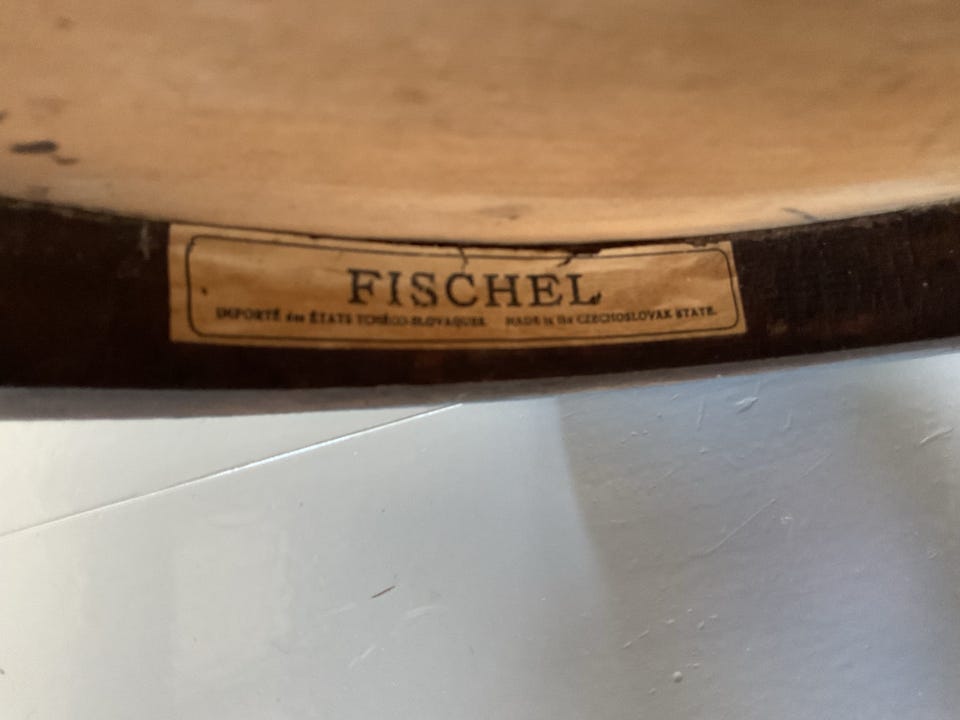 FISCHEL
IMPORTÉ des ÉTATS TCHÉCO-SLOVAQUES. MADE in the CZECHOSLOVAK STATE.